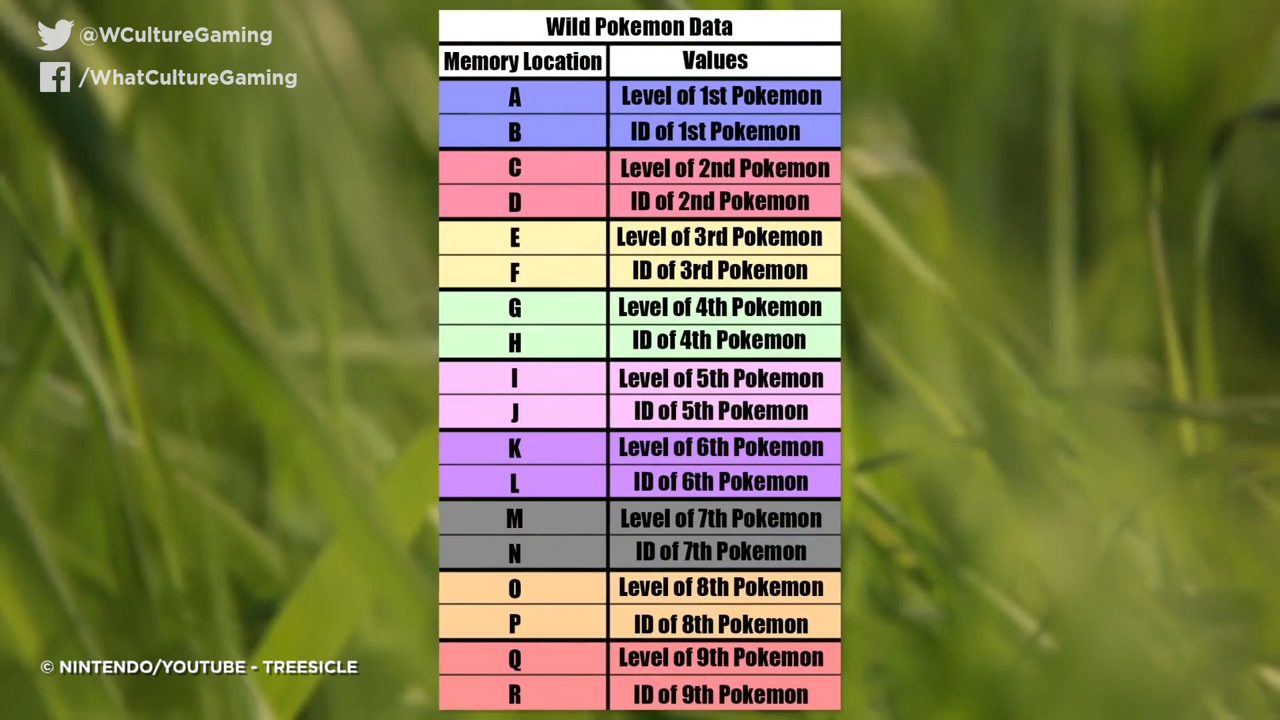 @WCultureGaming
/WhatCultureGaming
Wild Pokemon Data
Memory Location Values
A Level of 1st Pokemon
B ID of 1st Pokemon
C Level of 2nd Pokemon
D ID of 2nd Pokemon
E Level of 3rd Pokemon
F ID of 3rd Pokemon
G Level of 4th Pokemon
H ID of 4th Pokemon
I Level of 5th Pokemon
J ID of 5th Pokemon
K Level of 6th Pokemon
L ID of 6th Pokemon
M Level of 7th Pokemon
N ID of 7th Pokemon
O Level of 8th Pokemon
P ID of 8th Pokemon
Q Level of 9th Pokemon
R ID of 9th Pokemon
© NINTENDO/YOUTUBE - TREESICLE